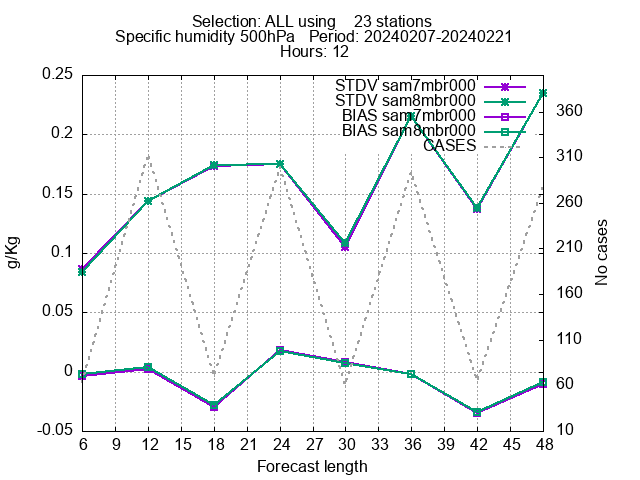 Selection: ALL using    23 stations
Specific humidity 500hPa   Period: 20240207-20240221
Hours: 12
STDV sam7mbr000
STDV sam8mbr000
BIAS sam7mbr000
BIAS sam8mbr000
CASES
0.25
0.2
0.15
0.1
0.05
0
-0.05
g/Kg
360
310
260
210
160
110
60
10
No cases
6 9 12 15 18 21 24 27 30 33 36 39 42 45 48
Forecast length